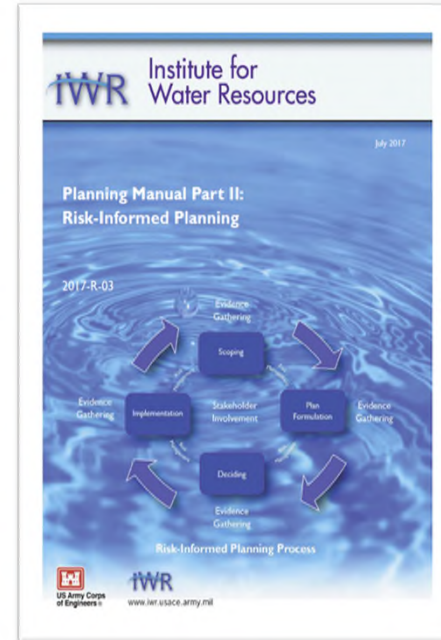 IWR
Institute for
Water Resources
July 2017
Planning Manual Part II:
Risk-Informed Planning
2017-R-03
Evidence
Gathering
Scoping
Evidence
Gathering
Implementation
Stakeholder
Involvement
Plan
Formulation
Evidence
Gathering
Deciding
Evidence
Gathering
Risk-Informed Planning Process
US Army Corps
of Engineers ®
IWR
www.iwr.usace.army.mil